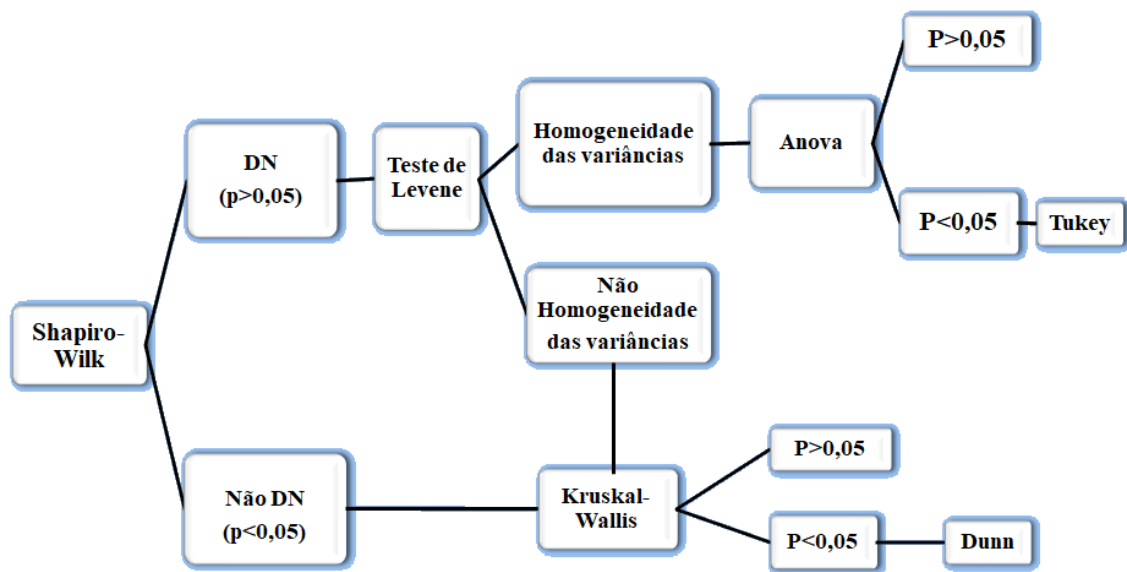 Shapiro-
Wilk
DN
(p>0,05)
Teste de
Levene
Homogeneidade
das variâncias
Anova
P>0,05
P<0,05
Tukey
Não
Homogeneidade
das variâncias
Não DN
(p<0,05)
Kruskal-
Wallis
P>0,05
P<0,05
Dunn